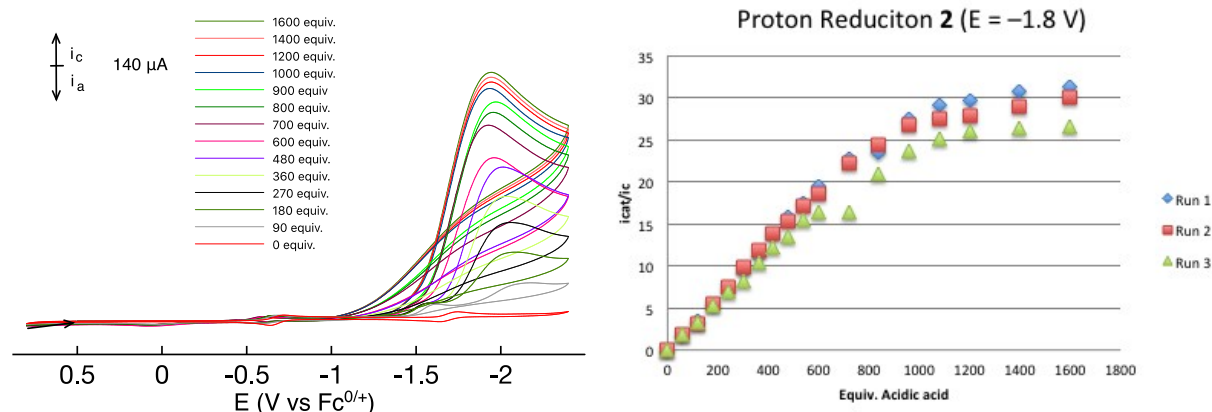 i_c
i_a
140 µA
1600 equiv.
1400 equiv.
1200 equiv.
1000 equiv.
900 equiv
800 equiv.
700 equiv.
600 equiv.
480 equiv.
360 equiv.
270 equiv.
180 equiv.
90 equiv.
0 equiv.
0.5 0 -0.5 -1 -1.5 -2
E (V vs Fc^0/+)
Proton Reduciton 2 (E = –1.8 V)
35
30
25
20
15
10
5
0
icat/ic
0 200 400 600 800 1000 1200 1400 1600 1800
Equiv. Acidic acid
Run 1
Run 2
Run 3